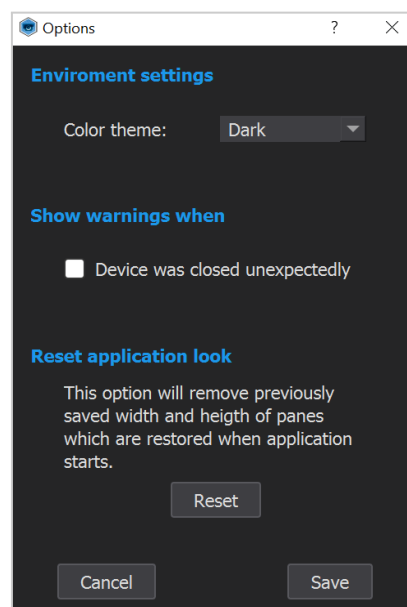 Options
?
Enviroment settings
Color theme: Dark
Show warnings when
Device was closed unexpectedly
Reset application look
This option will remove previously
saved width and heigth of panes
which are restored when application
starts.
Reset
Cancel Save